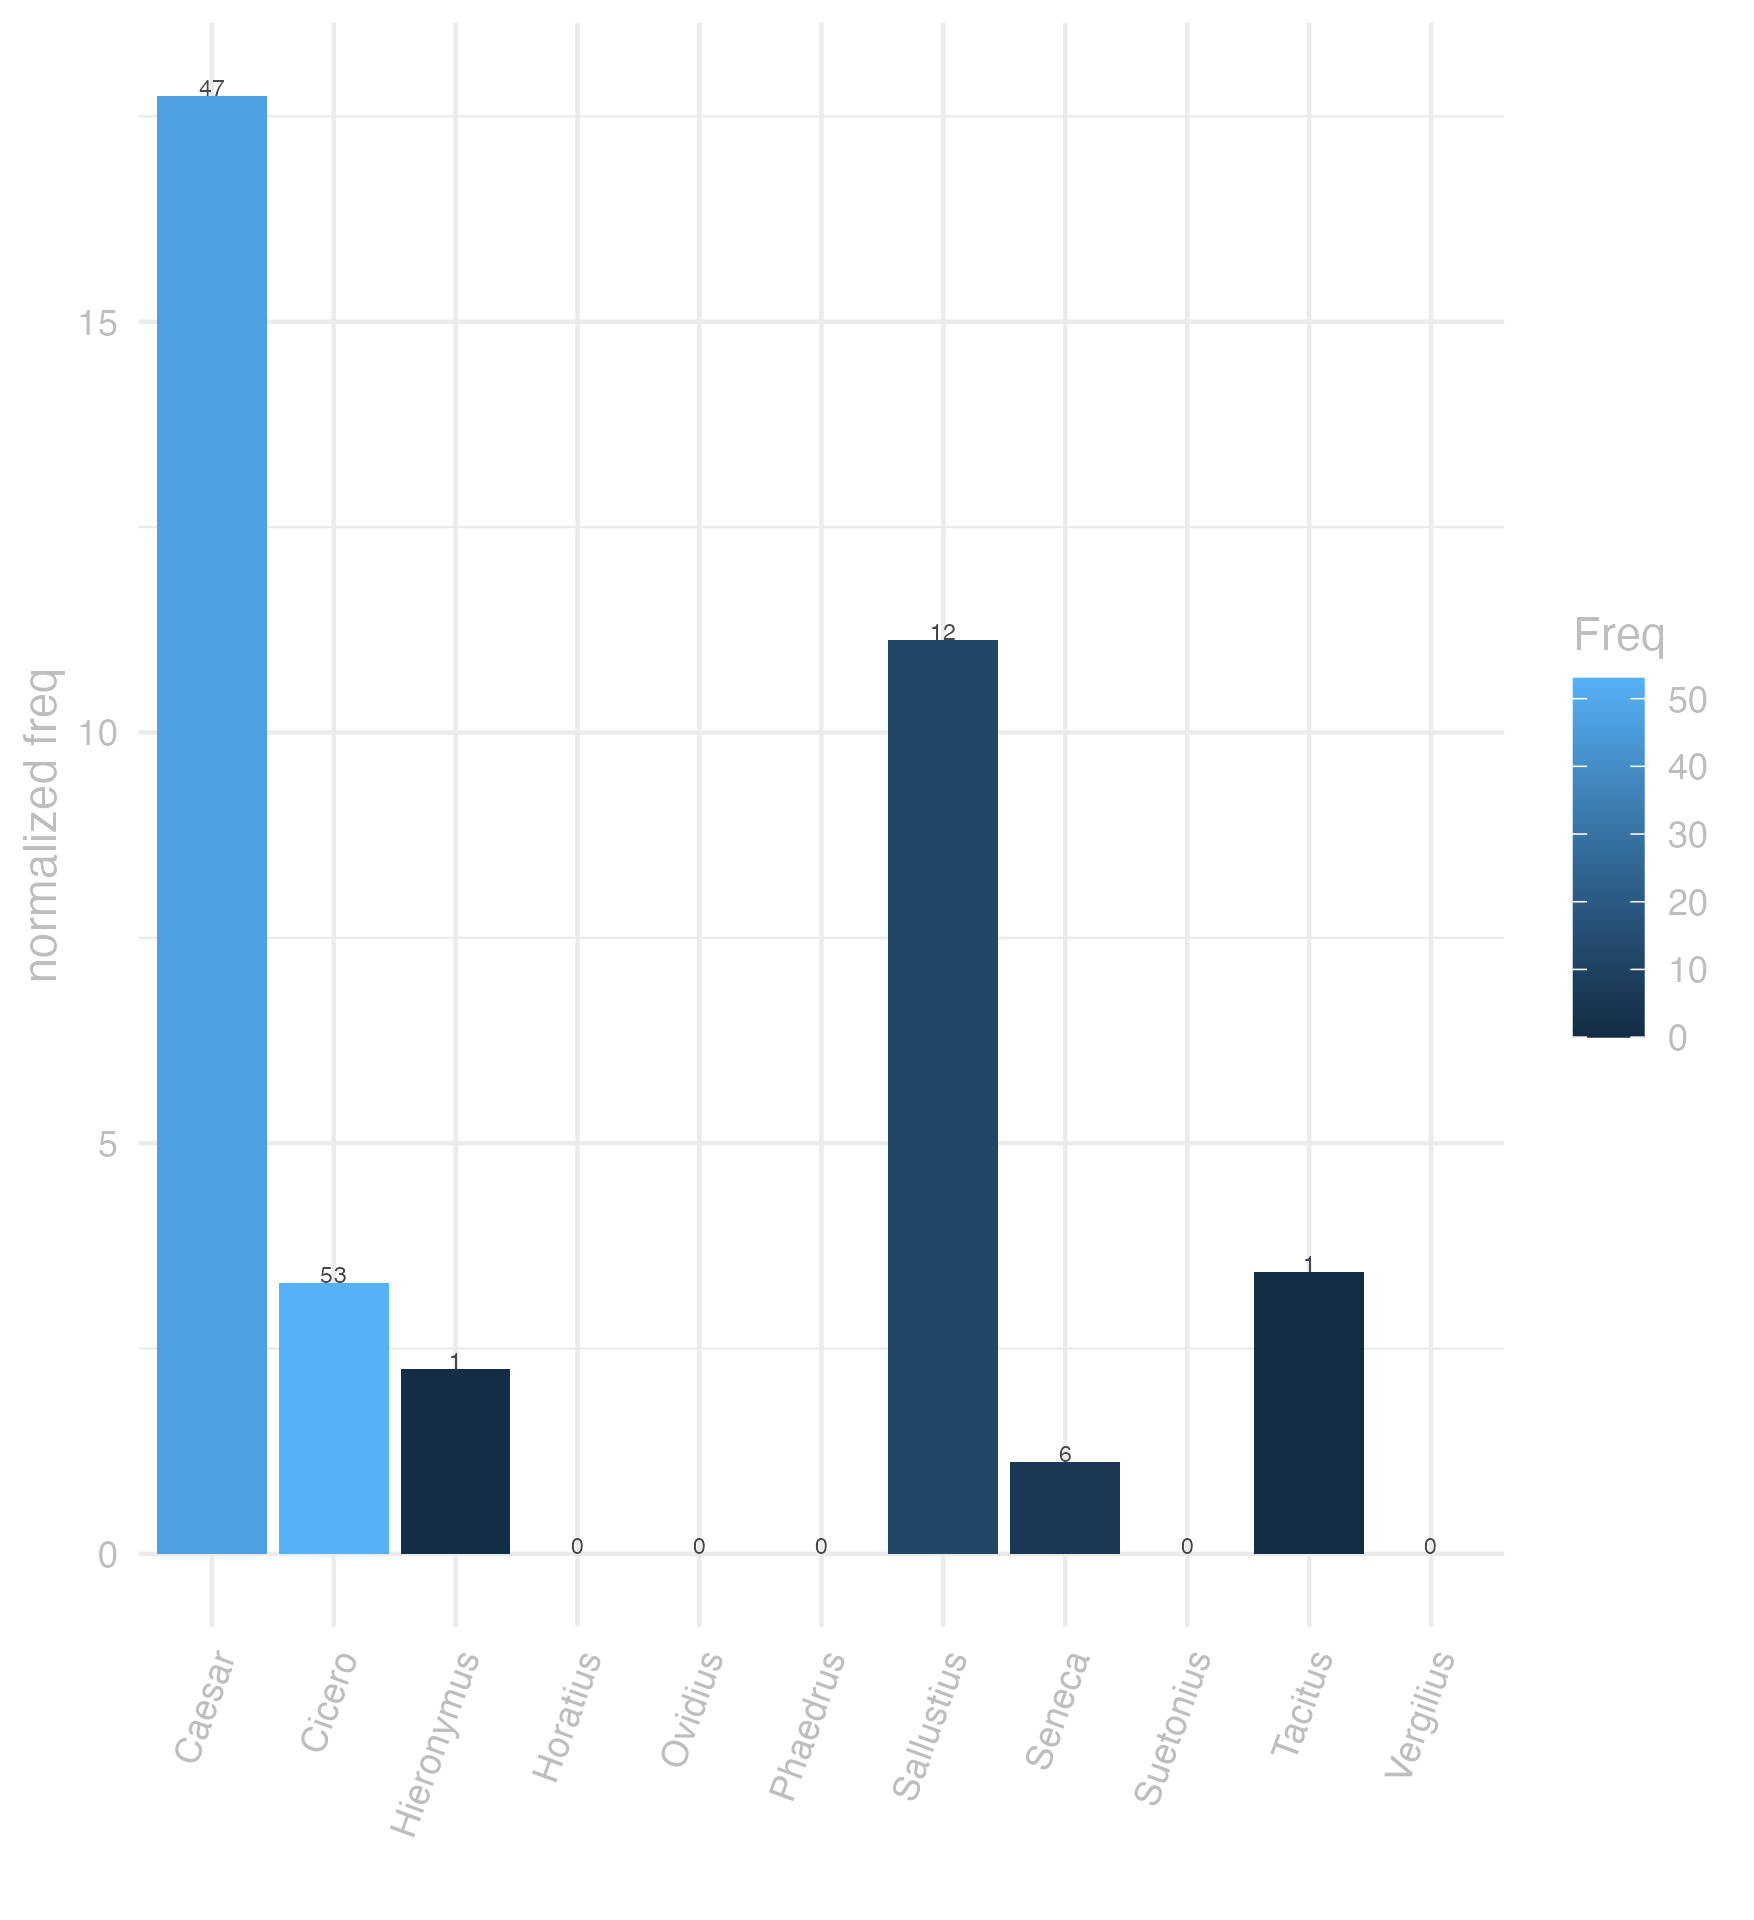 47
15
12
Freq
50
10
40
normalized freq
30
20
10
5
0
1
53
1
6
0
0
0
0
0
0
Caesar
Cicero
Hieronymus
Horatius
Ovidius
Phaedrus
Sallustius
Seneca
Suetonius
Tacitus
Vergilius